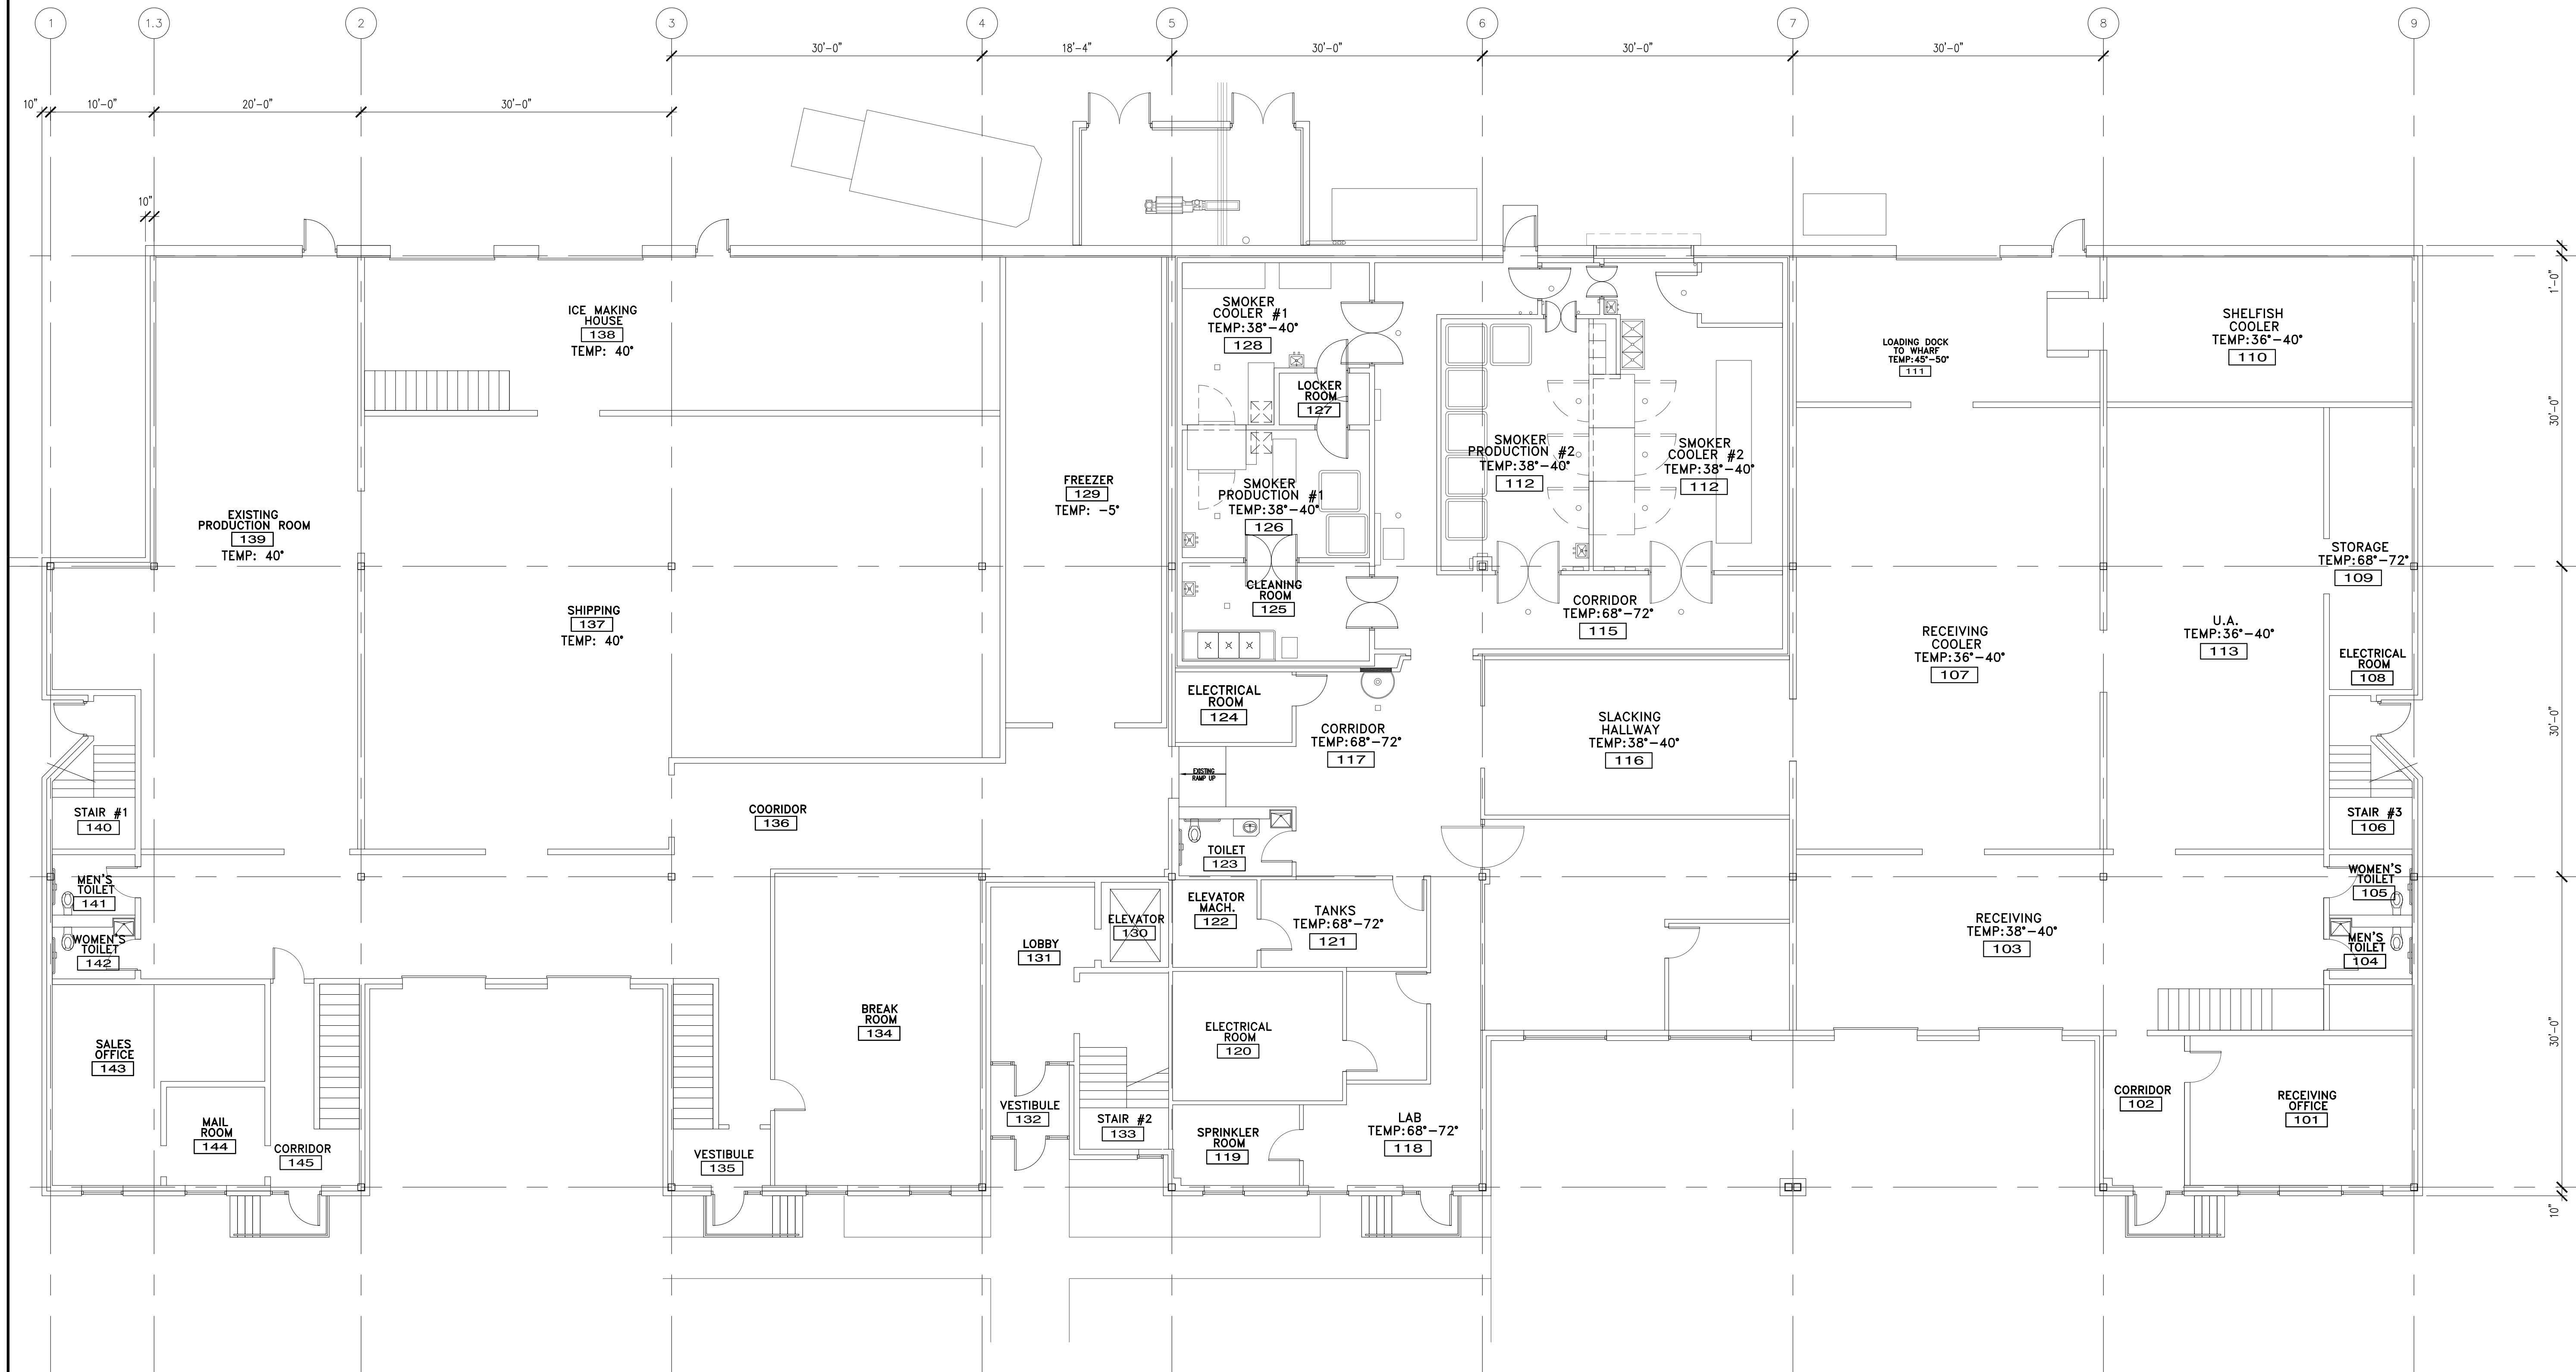 1
1.3
2
3
4
5
6
7
8
9
30'-0"
18'-4"
30'-0"
30'-0"
30'-0"
10"
10'-0"
20'-0"
30'-0"
10"
1'-0"
30'-0"
30'-0"
30'-0"
10"
ICE MAKING
HOUSE
138
TEMP: 40°
SMOKER
COOLER #1
TEMP:38°-40°
128
LOCKER
ROOM
127
LOADING DOCK
TO WHARF
TEMP:45°-50°
111
SHELFISH
COOLER
TEMP:36°-40°
110
EXISTING
PRODUCTION ROOM
139
TEMP: 40°
FREEZER
129
TEMP: -5°
SMOKER
PRODUCTION #1
TEMP:38°-40°
126
SMOKER
PRODUCTION #2
TEMP:38°-40°
112
SMOKER
COOLER #2
TEMP:38°-40°
112
STORAGE
TEMP:68°-72°
109
CLEANING
ROOM
125
SHIPPING
137
TEMP: 40°
CORRIDOR
TEMP:68°-72°
115
RECEIVING
COOLER
TEMP:36°-40°
107
U.A.
TEMP:36°-40°
113
ELECTRICAL
ROOM
108
ELECTRICAL
ROOM
124
CORRIDOR
TEMP:68°-72°
117
SLACKING
HALLWAY
TEMP:38°-40°
116
EXISTING
RAMP UP
STAIR #1
140
COORIDOR
136
STAIR #3
106
TOILET
123
MEN'S
TOILET
141
WOMEN'S
TOILET
142
WOMEN'S
TOILET
105
MEN'S
TOILET
104
LOBBY
131
ELEVATOR
130
ELEVATOR
MACH.
122
TANKS
TEMP:68°-72°
121
RECEIVING
TEMP:38°-40°
103
SALES
OFFICE
143
BREAK
ROOM
134
ELECTRICAL
ROOM
120
MAIL
ROOM
144
CORRIDOR
145
VESTIBULE
135
VESTIBULE
132
STAIR #2
133
SPRINKLER
ROOM
119
LAB
TEMP:68°-72°
118
CORRIDOR
102
RECEIVING
OFFICE
101